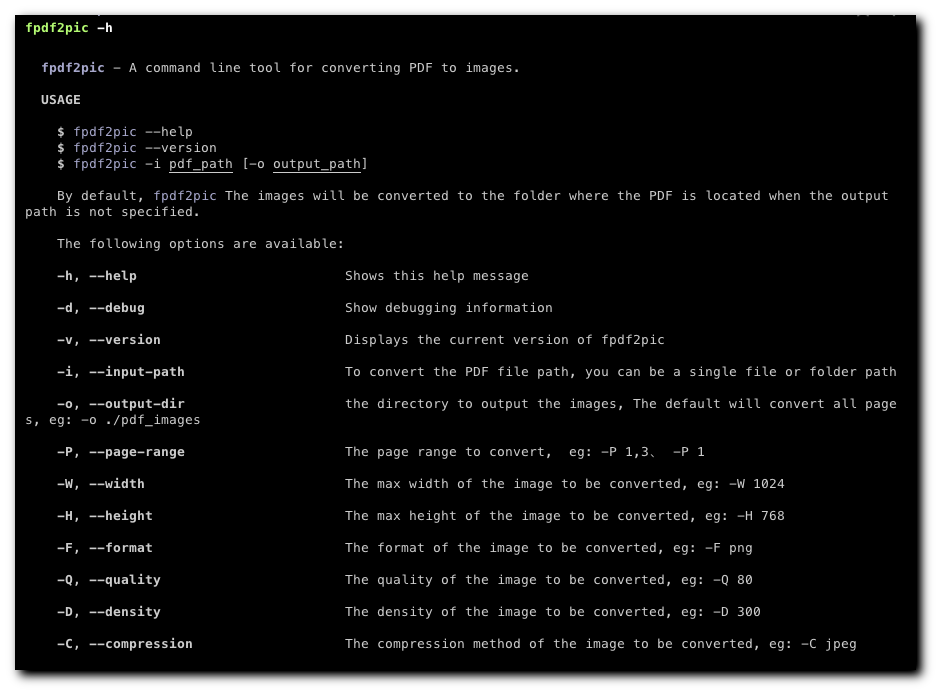 fpdf2pic -h
fpdf2pic - A command line tool for converting PDF to images.
USAGE
$ fpdf2pic --help
$ fpdf2pic --version
$ fpdf2pic -i pdf_path [-o output_path]
By default, fpdf2pic The images will be converted to the folder where the PDF is located when the output
path is not specified.
The following options are available:
-h, --help Shows this help message
-d, --debug Show debugging information
-v, --version Displays the current version of fpdf2pic
-i, --input-path To convert the PDF file path, you can be a single file or folder path
-o, --output-dir the directory to output the images, The default will convert all page
s, eg: -o ./pdf_images
-P, --page-range The page range to convert,  eg: -P 1,3、 -P 1
-W, --width The max width of the image to be converted, eg: -W 1024
-H, --height The max height of the image to be converted, eg: -H 768
-F, --format The format of the image to be converted, eg: -F png
-Q, --quality The quality of the image to be converted, eg: -Q 80
-D, --density The density of the image to be converted, eg: -D 300
-C, --compression The compression method of the image to be converted, eg: -C jpeg